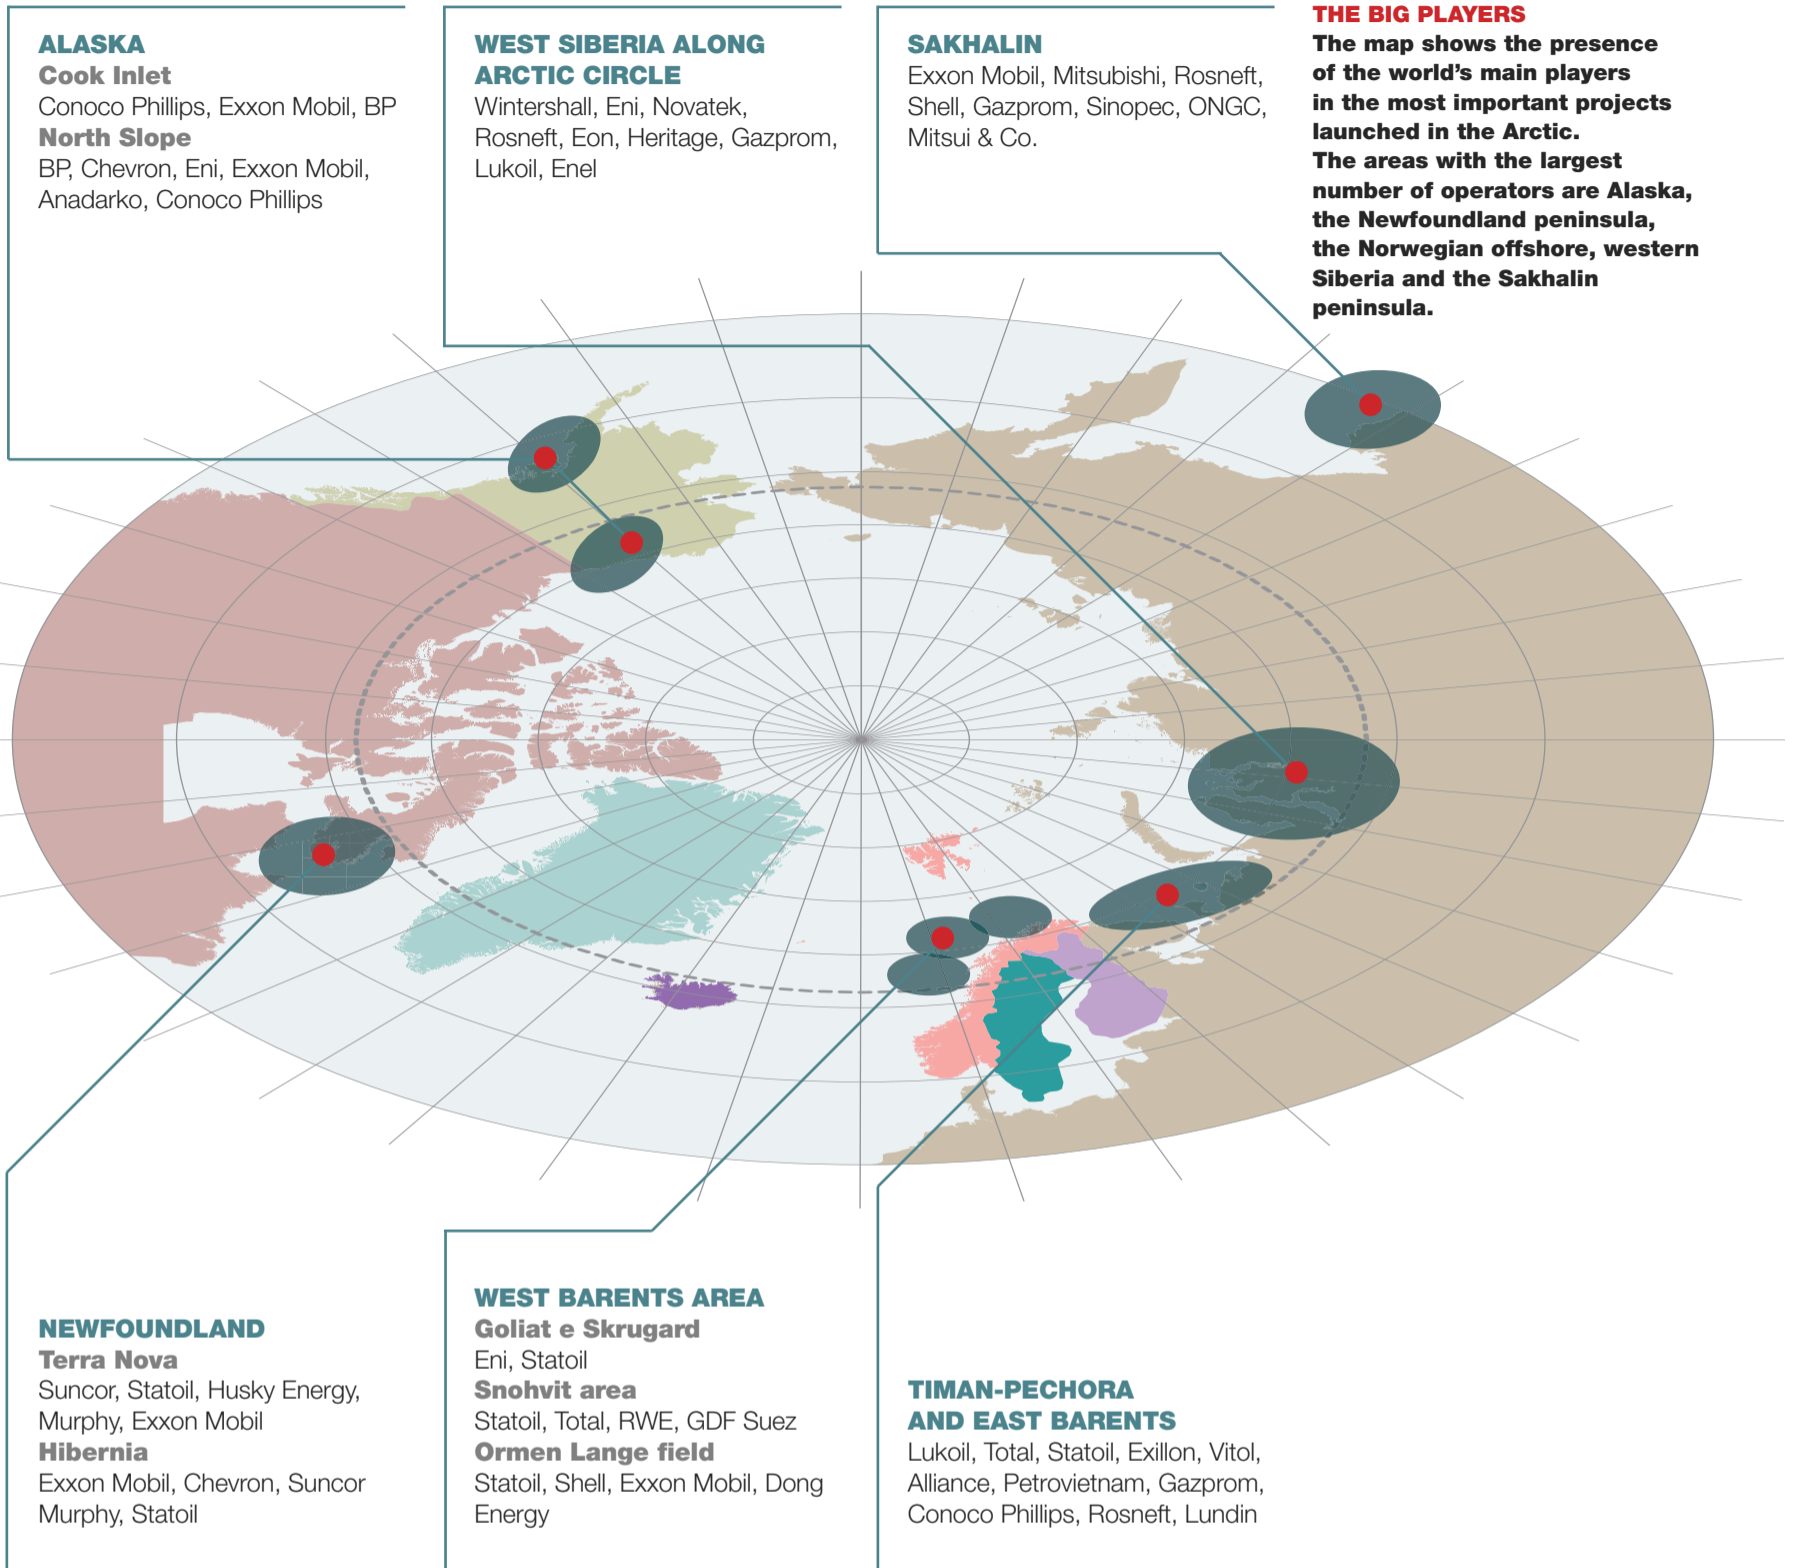 ALASKA
Cook Inlet
Conoco Phillips, Exxon Mobil, BP
North Slope
BP, Chevron, Eni, Exxon Mobil,
Anadarko, Conoco Phillips
WEST SIBERIA ALONG
ARCTIC CIRCLE
Wintershall, Eni, Novatek,
Rosneft, Eon, Heritage, Gazprom,
Lukoil, Enel
SAKHALIN
Exxon Mobil, Mitsubishi, Rosneft,
Shell, Gazprom, Sinopec, ONGC,
Mitsui & Co.
THE BIG PLAYERS
The map shows the presence
of the world’s main players
in the most important projects
launched in the Arctic.
The areas with the largest
number of operators are Alaska,
the Newfoundland peninsula,
the Norwegian offshore, western
Siberia and the Sakhalin
peninsula.
NEWFOUNDLAND
Terra Nova
Suncor, Statoil, Husky Energy,
Murphy, Exxon Mobil
Hibernia
Exxon Mobil, Chevron, Suncor
Murphy, Statoil
WEST BARENTS AREA
Goliat e Skrugard
Eni, Statoil
Snohvit area
Statoil, Total, RWE, GDF Suez
Ormen Lange field
Statoil, Shell, Exxon Mobil, Dong
Energy
TIMAN-PECHORA
AND EAST BARENTS
Lukoil, Total, Statoil, Exillon, Vitol,
Alliance, Petrovietnam, Gazprom,
Conoco Phillips, Rosneft, Lundin